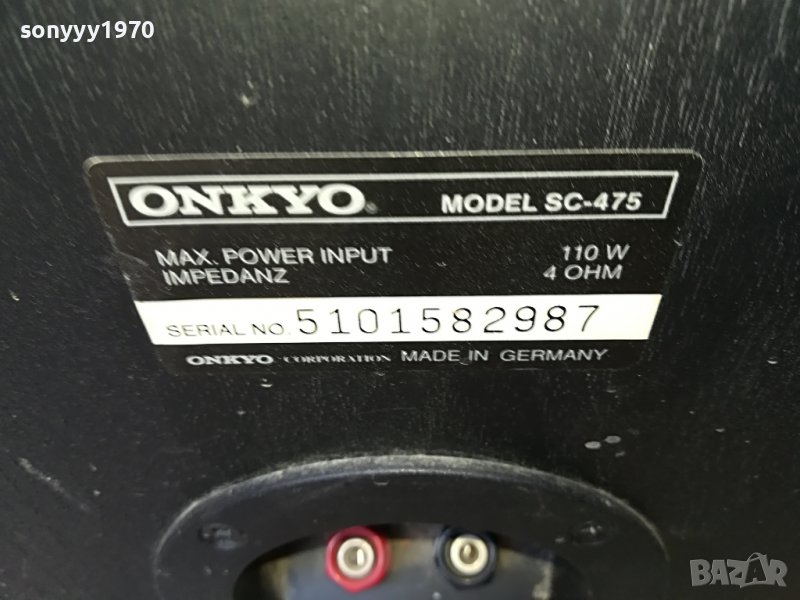 sonyyy1970
ONKYO® MODEL SC-475
MAX. POWER INPUT 110 W
IMPEDANZ 4 OHM
SERIAL NO. 5101582987
ONKYO CORPORATION MADE IN GERMANY
BAZAR